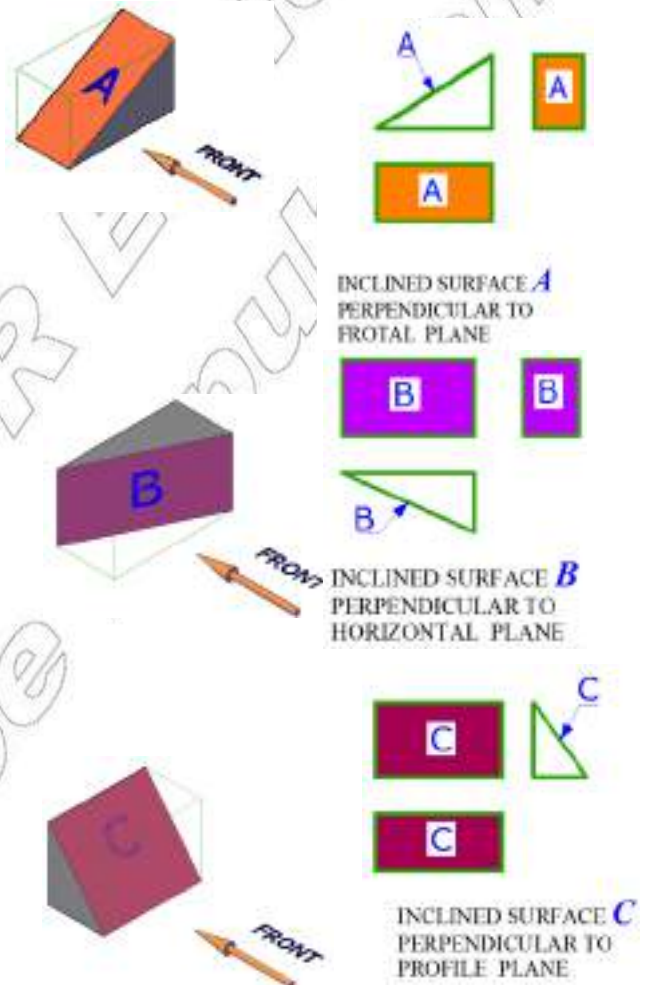 A
FRONT
A
A
A
INCLINED SURFACE A
PERPENDICULAR TO
FROTAL PLANE
B
FRONT
B
B
B
INCLINED SURFACE B
PERPENDICULAR TO
HORIZONTAL PLANE
C
FRONT
C
C
C
INCLINED SURFACE C
PERPENDICULAR TO
PROFILE PLANE